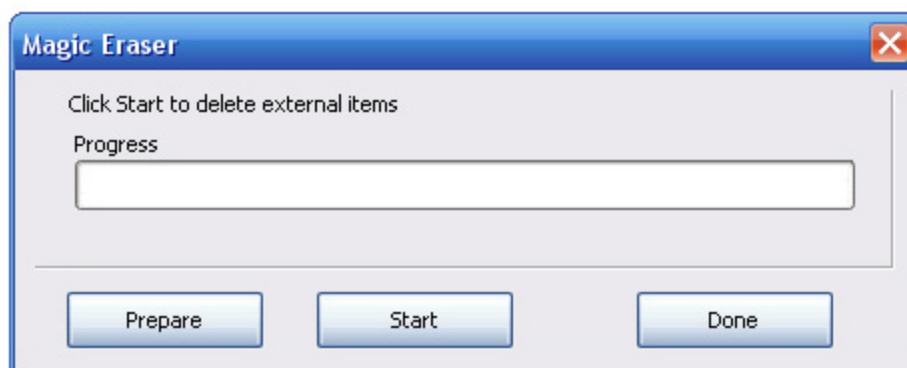 Magic Eraser
Click Start to delete external items
Progress
Prepare Start Done